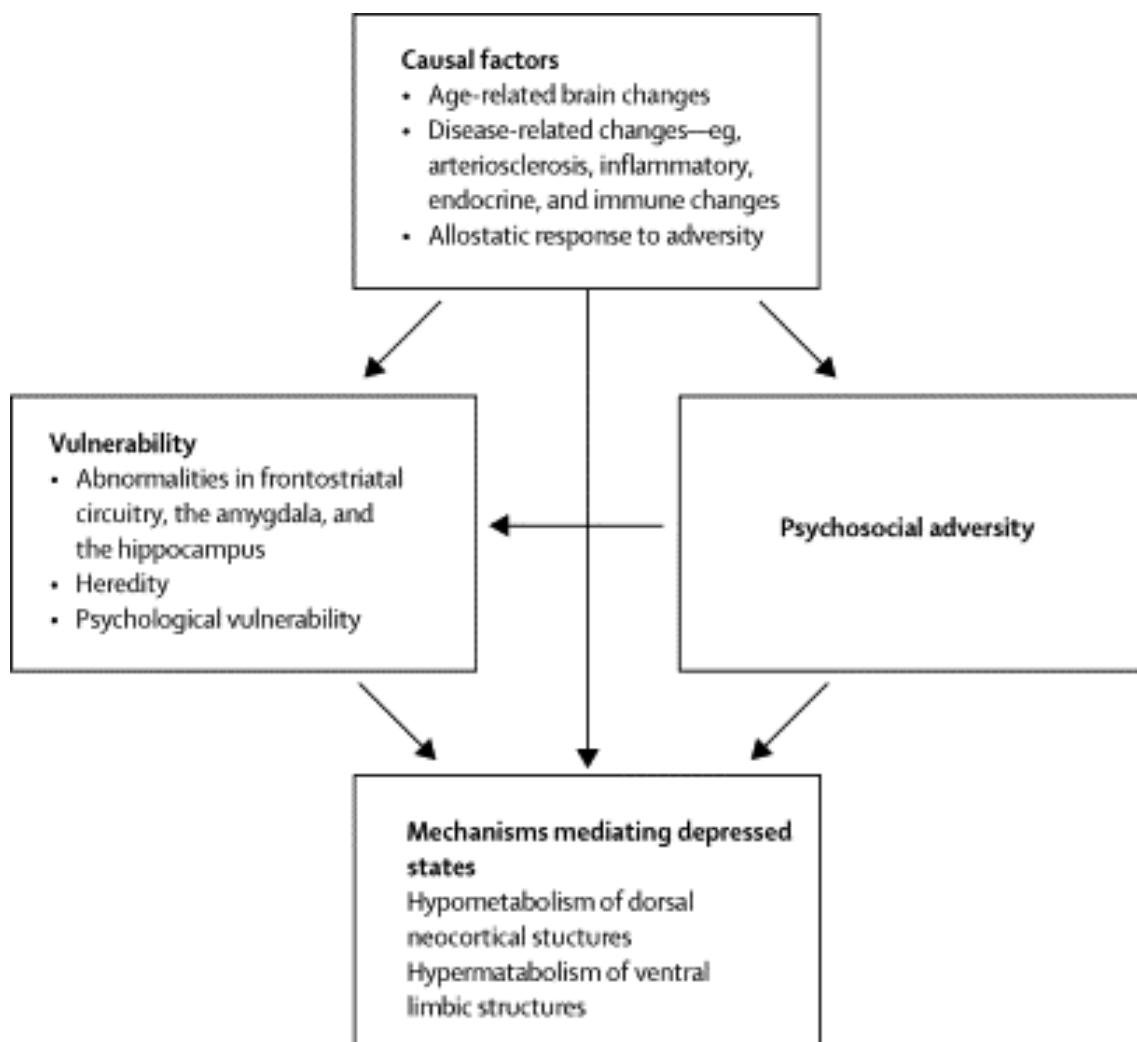 Causal factors
• Age-related brain changes
• Disease-related changes—eg,
arteriosclerosis, inflammatory,
endocrine, and immune changes
• Allostatic response to adversity
Vulnerability
• Abnormalities in frontostriatal
circuitry, the amygdala, and
the hippocampus
• Heredity
• Psychological vulnerability
Psychosocial adversity
Mechanisms mediating depressed
states
Hypometabolism of dorsal
neocortical stuctures
Hypermatabolism of ventral
limbic structures